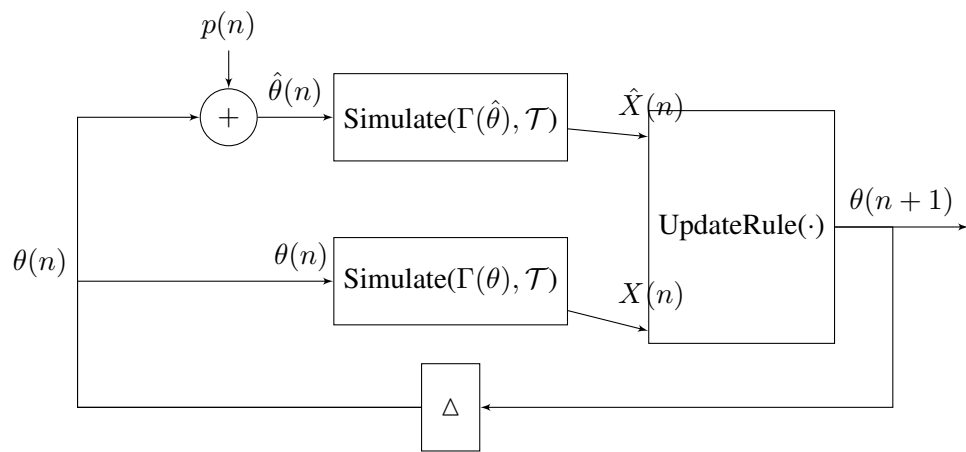 p(n)
θ̂(n)
+
Simulate(Γ(θ̂), 𝒯)
X̂(n)
UpdateRule(·)
θ(n + 1)
θ(n)
θ(n)
Simulate(Γ(θ), 𝒯)
X(n)
Δ